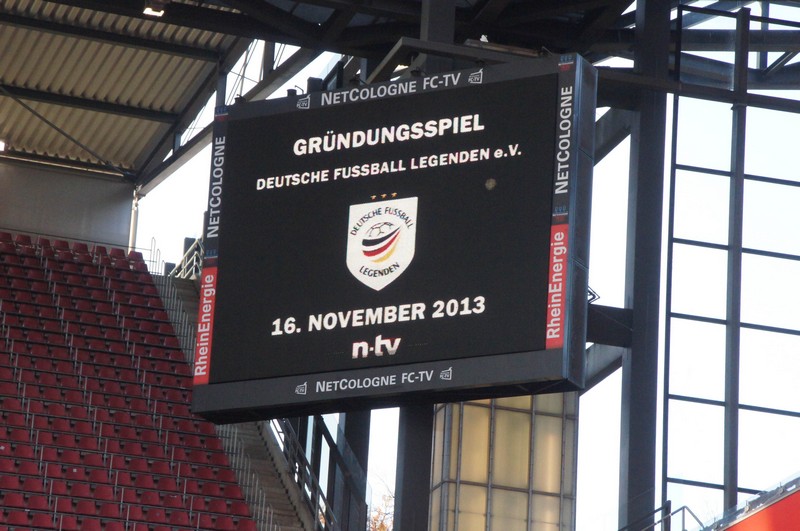 NETCOLOGNE FC-TV
NETCOLOGNE
NETCOLOGNE
GRÜNDUNGSSPIEL
DEUTSCHE FUSSBALL LEGENDEN e.V.
DEUTSCHE FUSSBALL
LEGENDEN
16. NOVEMBER 2013
n-tv
RheinEnergie
RheinEnergie
NETCOLOGNE FC-TV